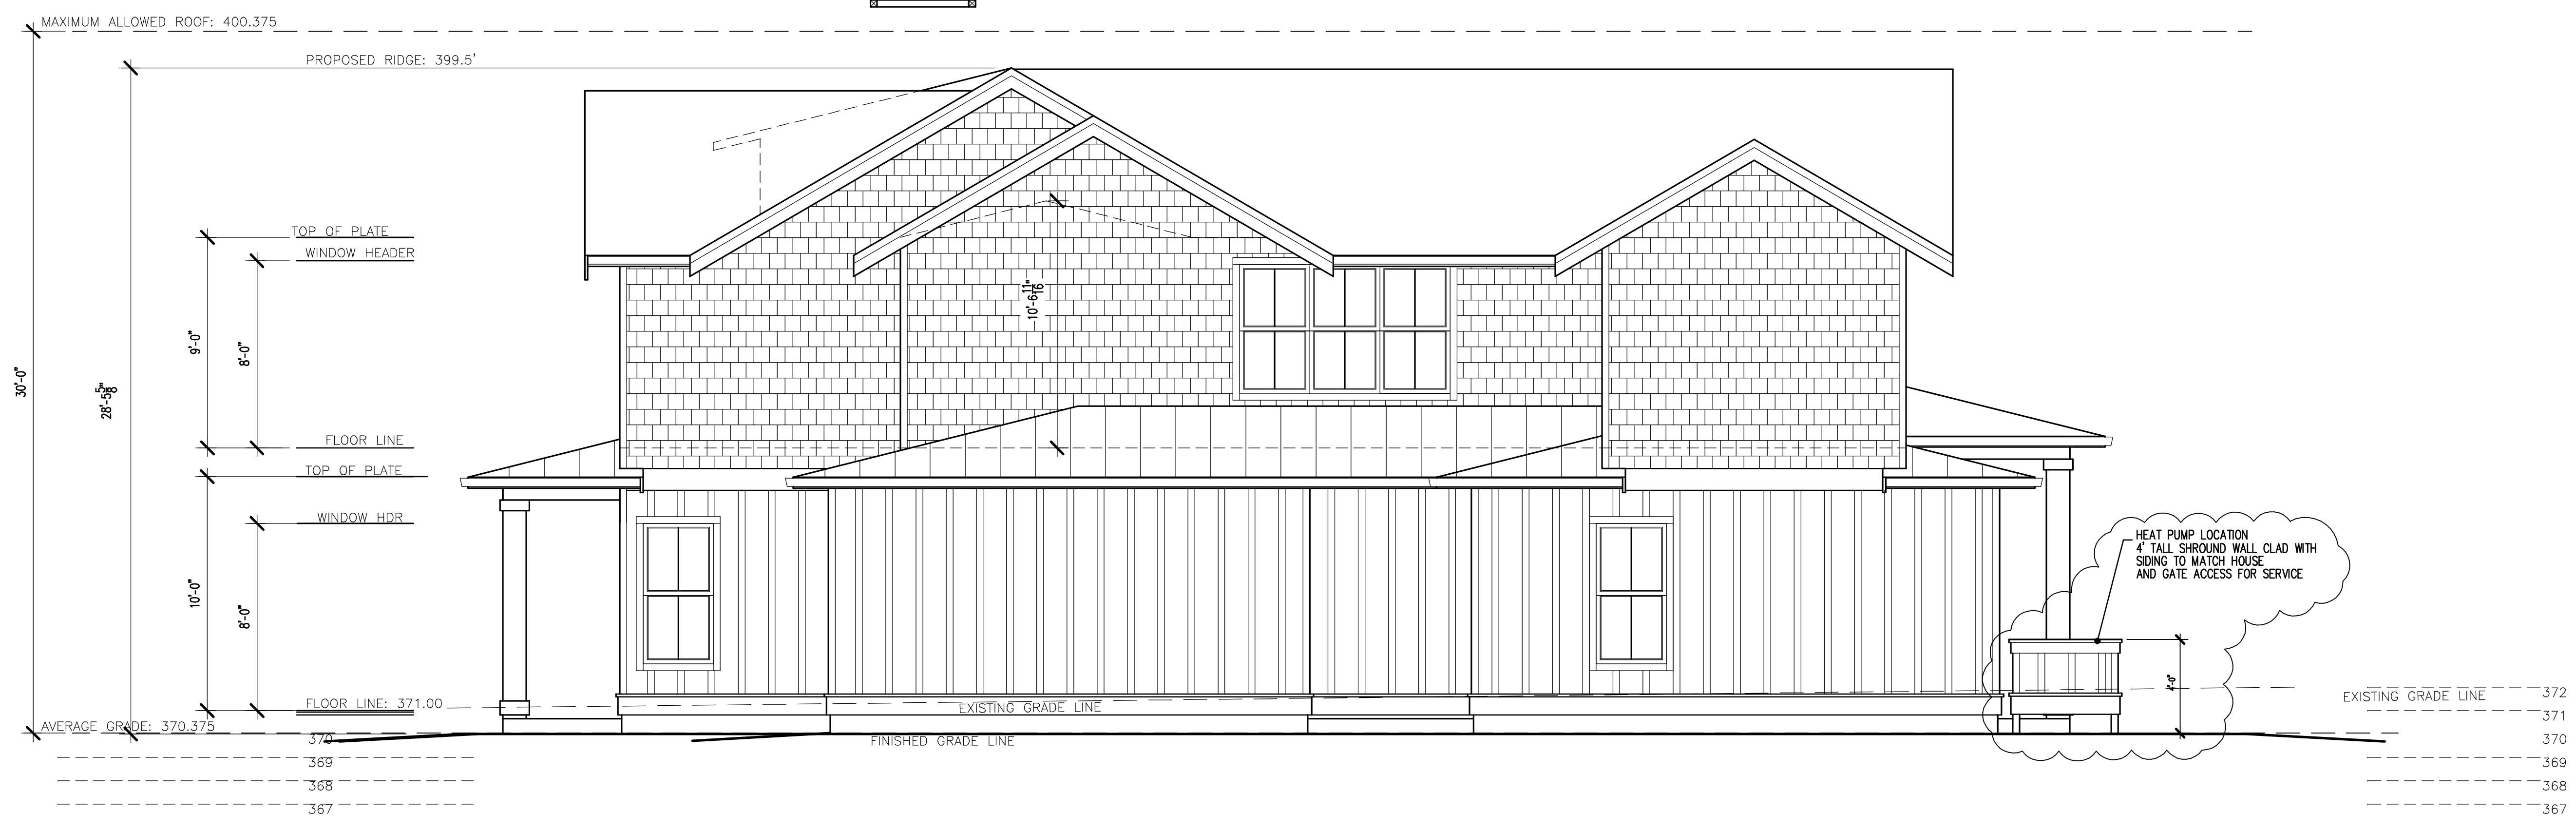 MAXIMUM ALLOWED ROOF: 400.375
PROPOSED RIDGE: 399.5'
TOP OF PLATE
WINDOW HEADER
9'-0"
8'-0"
30'-0"
28'-5 5/8"
10'-6 11/16"
FLOOR LINE
TOP OF PLATE
WINDOW HDR
10'-0"
8'-0"
HEAT PUMP LOCATION
4' TALL SHROUND WALL CLAD WITH
SIDING TO MATCH HOUSE
AND GATE ACCESS FOR SERVICE
4'-0"
FLOOR LINE: 371.00
EXISTING GRADE LINE
EXISTING GRADE LINE
372
371
AVERAGE GRADE: 370.375
FINISHED GRADE LINE
370
370
369
369
368
368
367
367